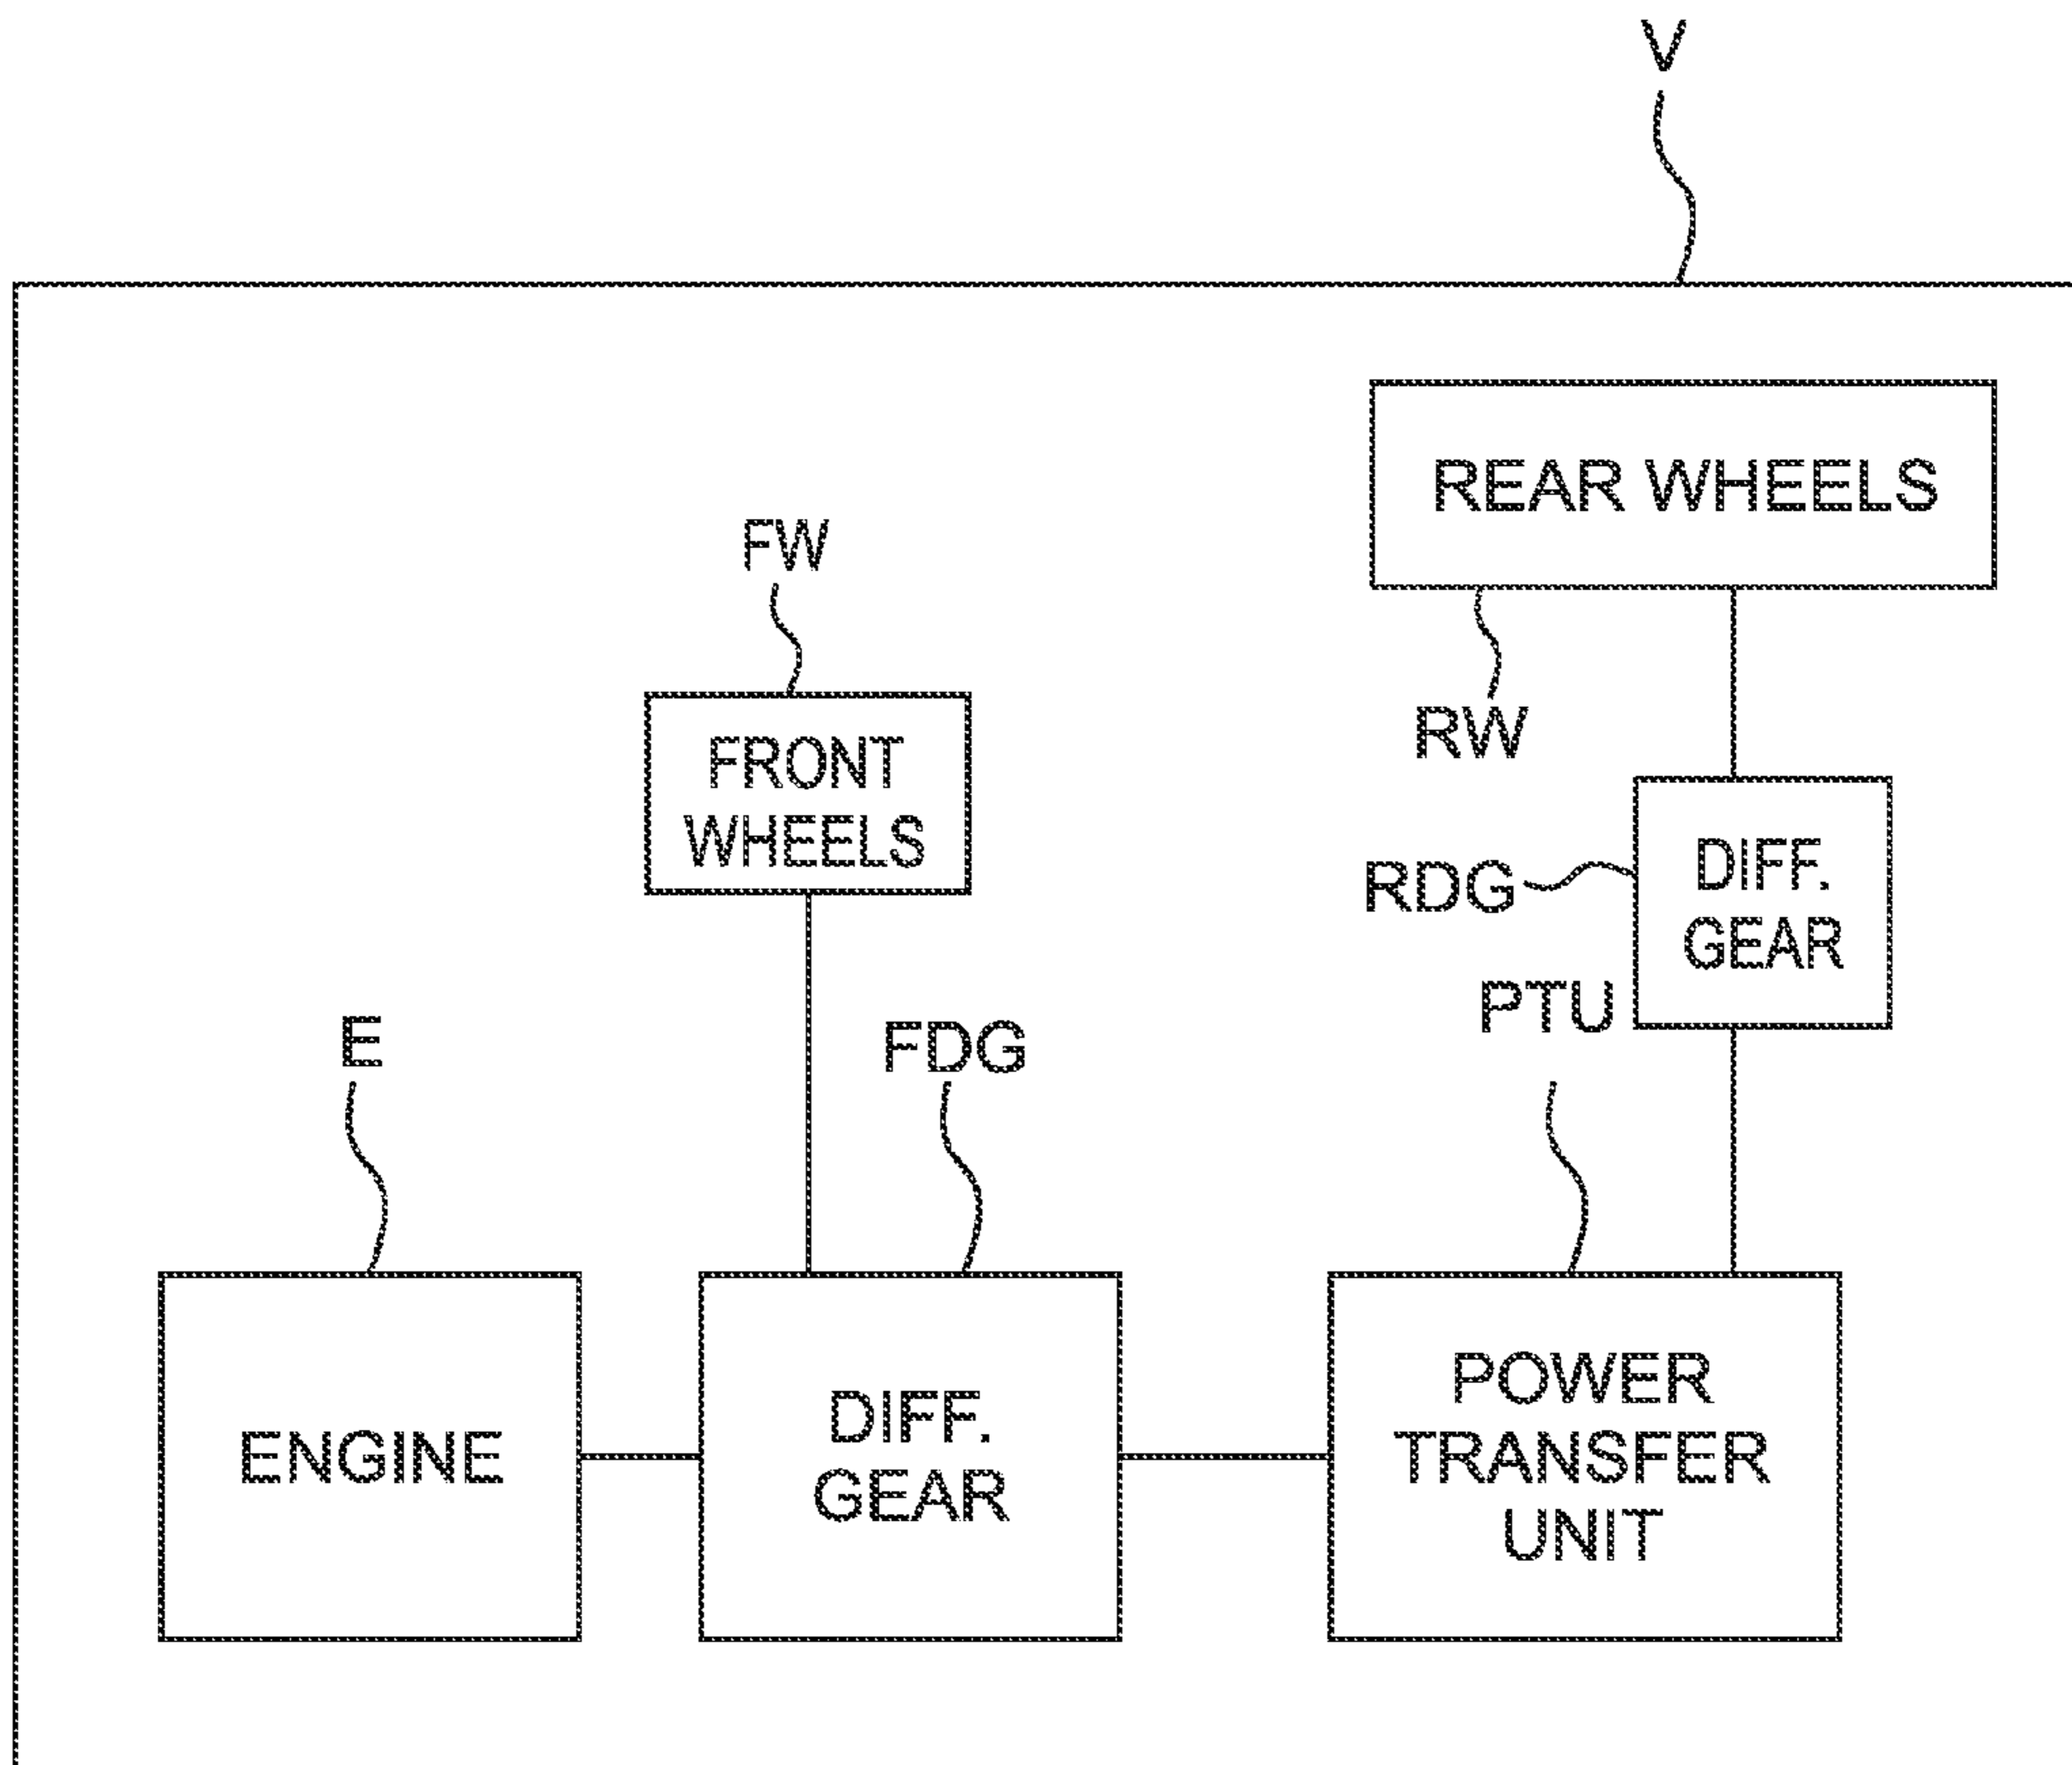 V
REAR WHEELS
FW
RW
FRONT
WHEELS
RDG
DIFF.
GEAR
PTU
E
FDG
ENGINE
DIFF.
GEAR
POWER
TRANSFER
UNIT